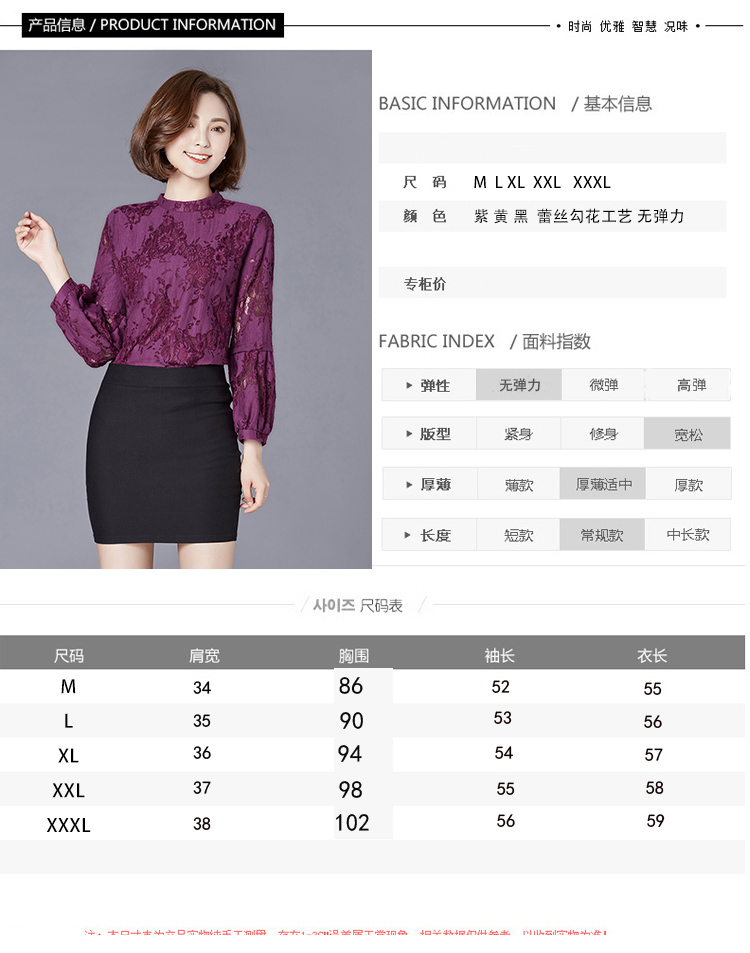 产品信息 / PRODUCT INFORMATION
• 时尚 优雅 智慧 况味 •
BASIC INFORMATION / 基本信息
尺 码 M L XL XXL XXXL
颜 色 紫 黄 黑 蕾丝勾花工艺 无弹力
专柜价
FABRIC INDEX / 面料指数
▸ 弹性 无弹力 微弹 高弹
▸ 版型 紧身 修身 宽松
▸ 厚薄 薄款 厚薄适中 厚款
▸ 长度 短款 常规款 中长款
/ 사이즈 尺码表 /
尺码 肩宽 胸围 袖长 衣长
M 34 86 52 55
L 35 90 53 56
XL 36 94 54 57
XXL 37 98 55 58
XXXL 38 102 56 59